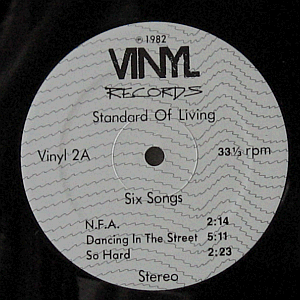 ℗ 1982
VINYL
RECORDS
Standard Of Living
Vinyl 2A 33⅓ rpm
Six Songs
N.F.A. 2:14
Dancing In The Street 5:11
So Hard 2:23
Stereo